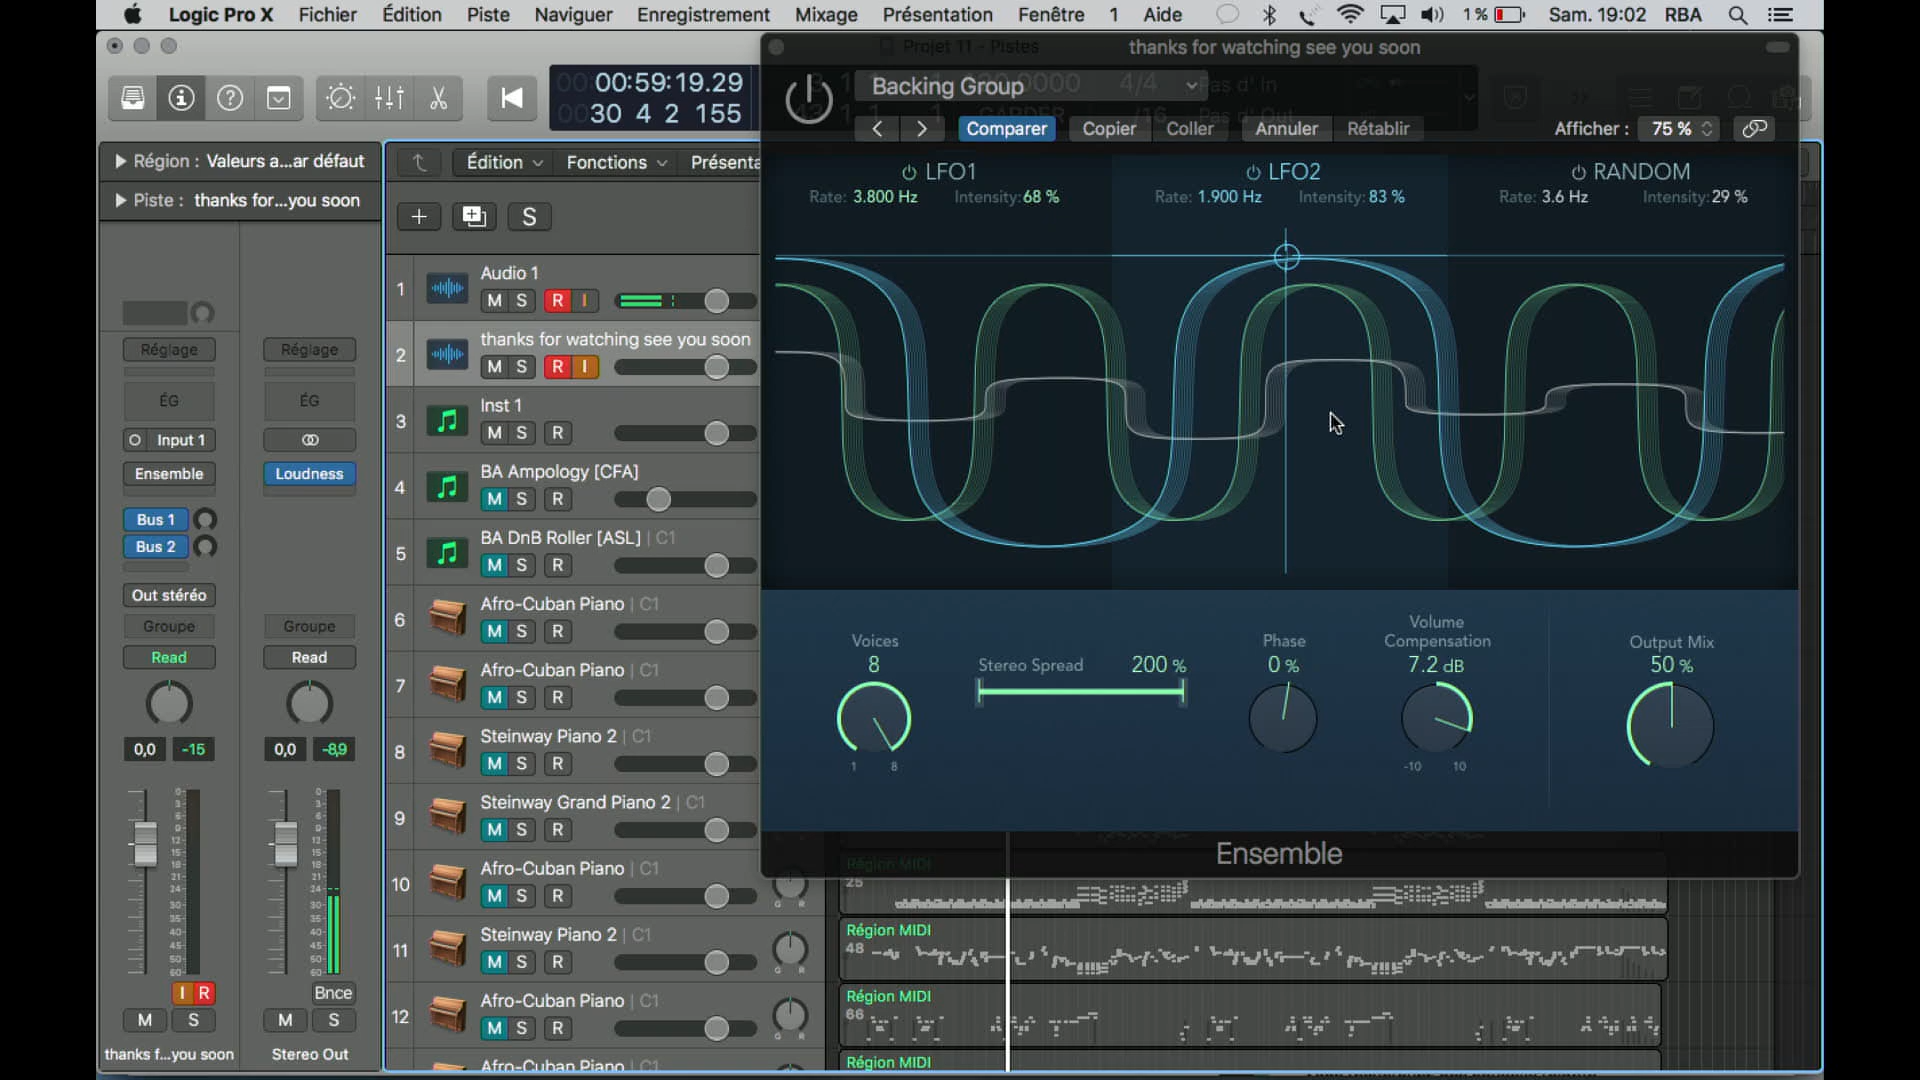 Logic Pro X Fichier Édition Piste Naviguer Enregistrement Mixage Présentation Fenêtre 1 Aide 1 % Sam. 19:02 RBA
Projet 11 - Pistes
thanks for watching see you soon
00:59:19.29
30 4 2 155
Backing Group
Comparer Copier Coller Annuler Rétablir Afficher : 75 %
Région : Valeurs a...ar défaut
Piste : thanks for...you soon
Édition Fonctions Présenta
S
LFO1
Rate: 3.800 Hz Intensity: 68 %
LFO2
Rate: 1.900 Hz Intensity: 83 %
RANDOM
Rate: 3.6 Hz Intensity: 29 %
1 Audio 1
M S R I
2 thanks for watching see you soon
M S R I
3 Inst 1
M S R
4 BA Ampology [CFA]
M S R
5 BA DnB Roller [ASL] | C1
M S R
6 Afro-Cuban Piano | C1
M S R
7 Afro-Cuban Piano | C1
M S R
8 Steinway Piano 2 | C1
M S R
9 Steinway Grand Piano 2 | C1
M S R
10 Afro-Cuban Piano | C1
M S R
11 Steinway Piano 2 | C1
M S R
12 Afro-Cuban Piano | C1
M S R
Afro-Cuban Piano | C1
Réglage Réglage
ÉG ÉG
Input 1
Ensemble Loudness
Bus 1
Bus 2
Out stéréo
Groupe Groupe
Read Read
0,0 -15 0,0 -8,9
I R Bnce
M S M S
thanks f...you soon Stereo Out
Voices
8
1 8
Stereo Spread 200 %
Phase
0 %
Volume
Compensation
7.2 dB
-10 10
Output Mix
50 %
Ensemble
Région MIDI
25
Région MIDI
48
Région MIDI
66
Région MIDI